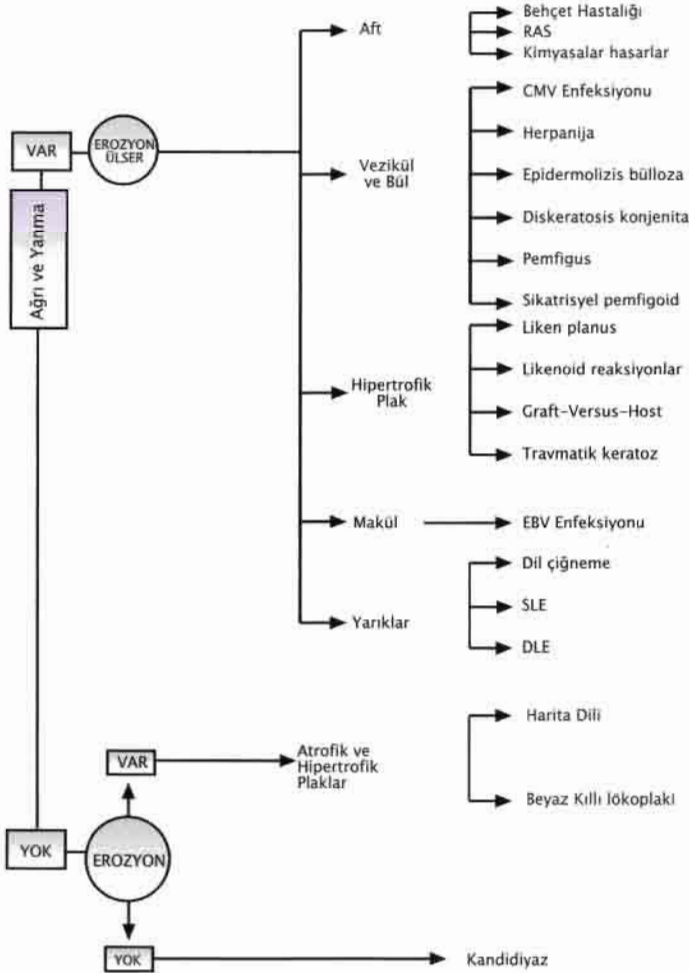 Aft
Behçet Hastalığı
RAS
Kimyasalar hasarlar
VAR
EROZYON
ÜLSER
Vezikül
ve Bül
CMV Enfeksiyonu
Herpanija
Epidermolizis bülloza
Diskeratosis konjenita
Pemfigus
Sikatrisyel pemfigoid
Ağrı ve Yanma
Hipertrofik
Plak
Liken planus
Likenoid reaksiyonlar
Graft-Versus-Host
Travmatik keratoz
Makül
EBV Enfeksiyonu
Yarıklar
Dil çiğneme
SLE
DLE
VAR
Atrofik ve
Hipertrofik
Plaklar
Harita Dili
Beyaz Kıllı lökoplaki
YOK
EROZYON
YOK
Kandidiyaz